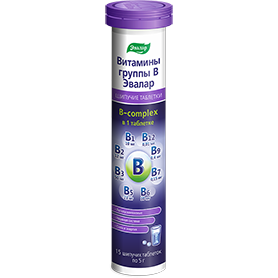 Эвалар
Витамины
группы В
Эвалар
ШИПУЧИЕ ТАБЛЕТКИ
B-complex
в 1 таблетке
B1 B12
B2 B9
B
B3 B7
B5 B6
15 шипучих таблеток
по 5 г